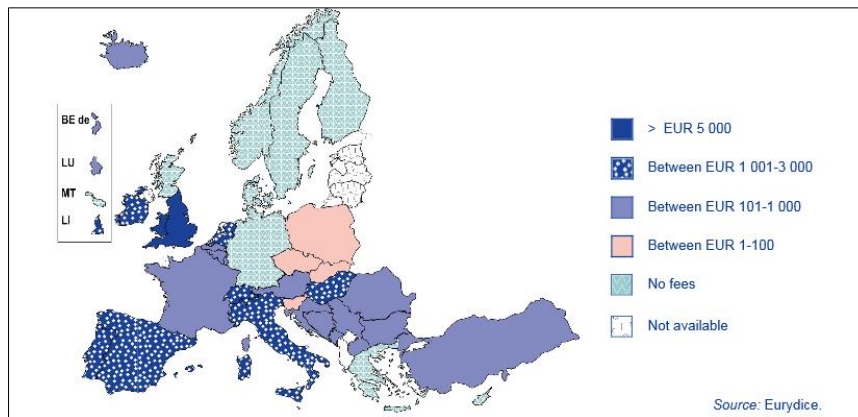 BE de
LU
MT
LI
> EUR 5 000
Between EUR 1 001-3 000
Between EUR 101-1 000
Between EUR 1-100
No fees
Not available
Source: Eurydice.